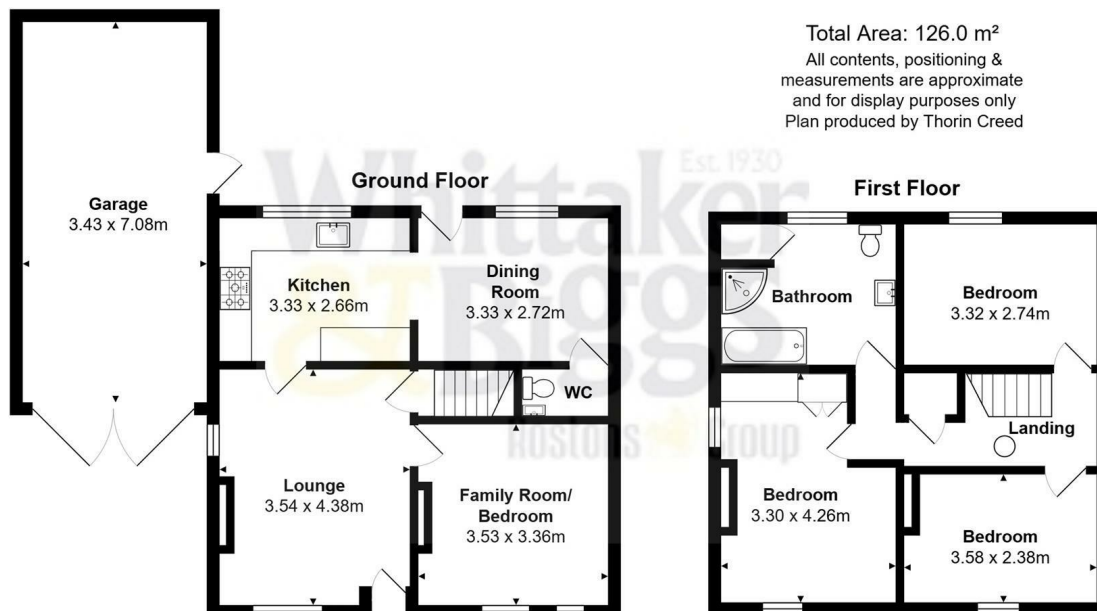 Total Area: 126.0 m²
All contents, positioning &
measurements are approximate
and for display purposes only
Plan produced by Thorin Creed
Whittaker
& Biggs
Est. 1930
Rostons Group
Ground Floor
Garage
3.43 x 7.08m
Kitchen
3.33 x 2.66m
Dining
Room
3.33 x 2.72m
WC
Lounge
3.54 x 4.38m
Family Room/
Bedroom
3.53 x 3.36m
First Floor
Bathroom
Bedroom
3.32 x 2.74m
Landing
Bedroom
3.30 x 4.26m
Bedroom
3.58 x 2.38m